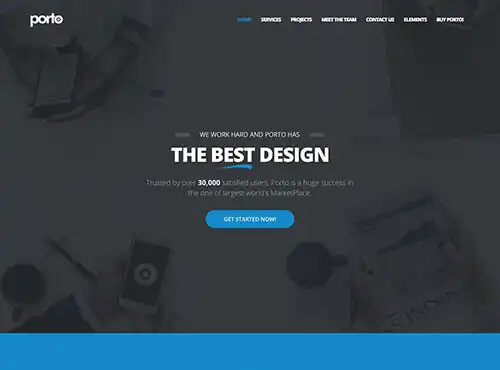 porto
HOME SERVICES PROJECTS MEET THE TEAM CONTACT US ELEMENTS BUY PORTO!
WE WORK HARD AND PORTO HAS
THE BEST DESIGN
Trusted by over 30,000 satisfied users, Porto is a huge success in
the one of largest world's MarketPlace.
GET STARTED NOW!